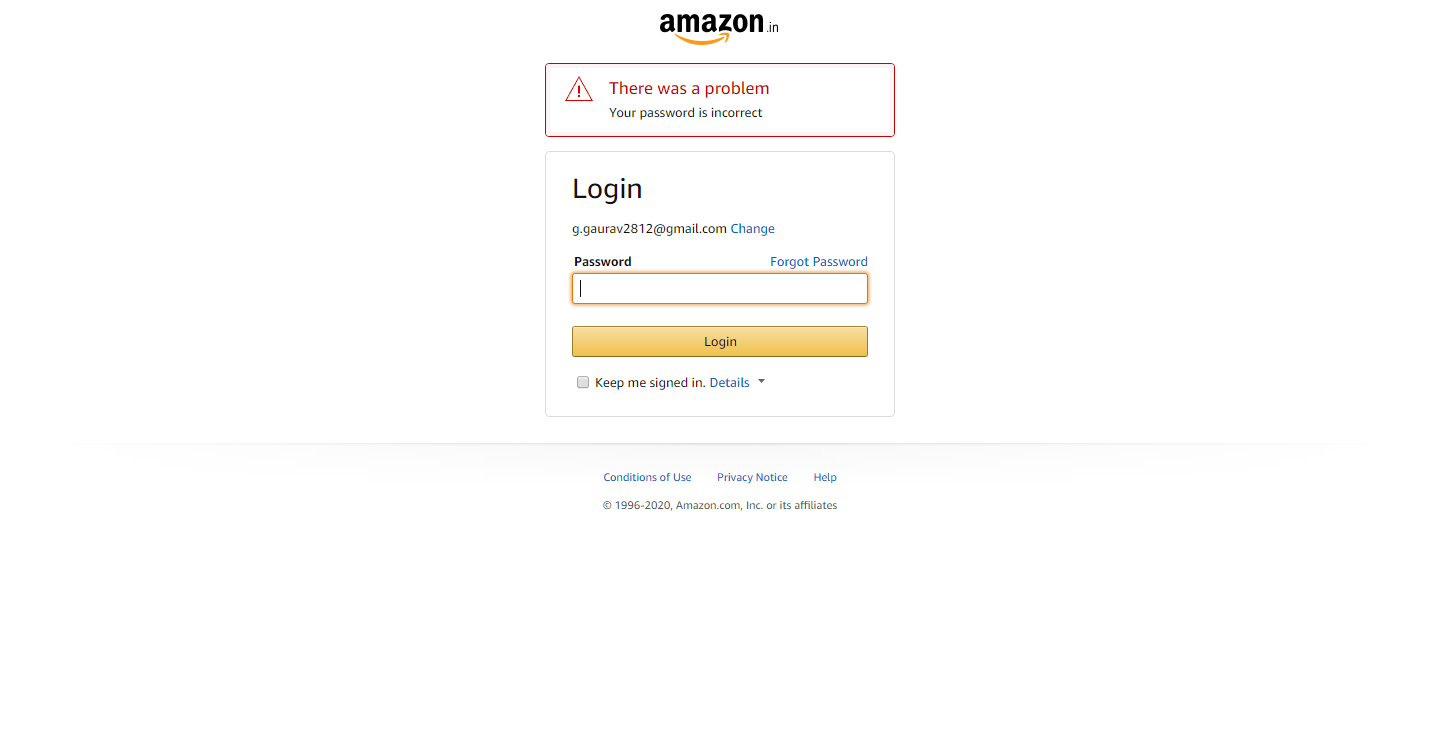 amazon.in
There was a problem
Your password is incorrect
Login
g.gaurav2812@gmail.com Change
Password Forgot Password
Login
Keep me signed in. Details
Conditions of Use Privacy Notice Help
© 1996-2020, Amazon.com, Inc. or its affiliates